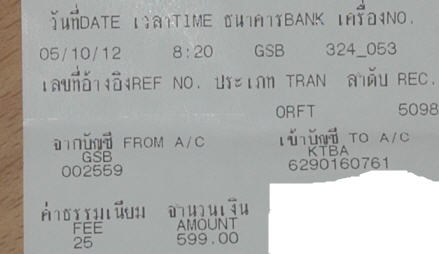 วันที่DATE เวลาTIME ธนาคารBANK เครื่องNO.
05/10/12 8:20 GSB 324_053
เลขที่อ้างอิงREF NO. ประเภท TRAN ลำดับ REC.
ORFT 5098
จากบัญชี FROM A/C เข้าบัญชี TO A/C
GSB KTBA
002559 6290160761
ค่าธรรมเนียม จำนวนเงิน
FEE AMOUNT
25 599.00